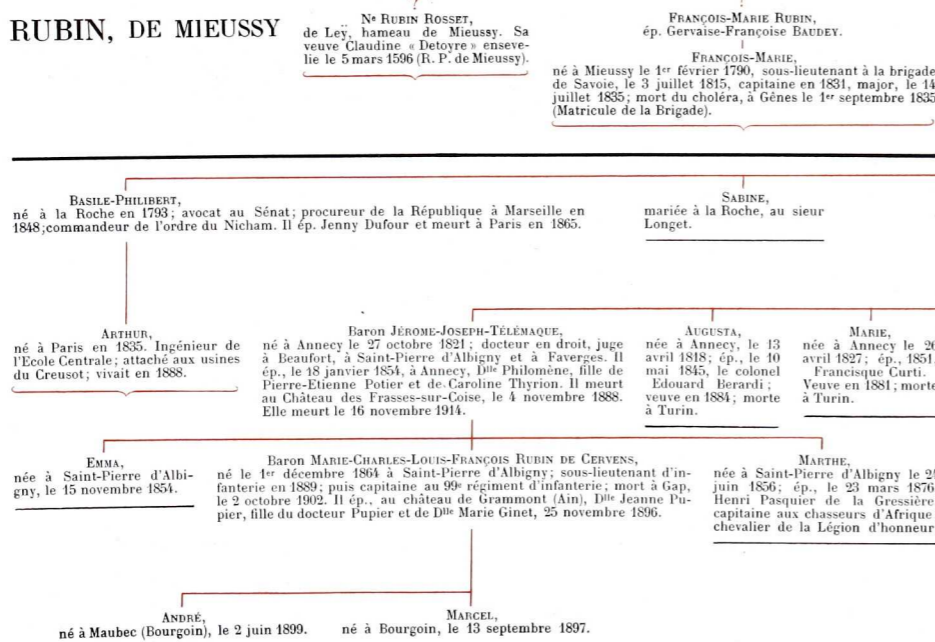 RUBIN, DE MIEUSSY
Nᵉ RUBIN ROSSET,
de Leÿ, hameau de Mieussy. Sa
veuve Claudine « Detoyre » enseve-
lie le 5 mars 1596 (R. P. de Mieussy).
FRANÇOIS-MARIE RUBIN,
ép. Gervaise-Françoise BAUDEY.
FRANÇOIS-MARIE,
né à Mieussy le 1er février 1790, sous-lieutenant à la brigade
de Savoie, le 3 juillet 1815, capitaine en 1831, major, le 14
juillet 1835; mort du choléra, à Gênes le 1er septembre 1835
(Matricule de la Brigade).
BASILE-PHILIBERT,
né à la Roche en 1793; avocat au Sénat; procureur de la République à Marseille en
1848; commandeur de l'ordre du Nicham. Il ép. Jenny Dufour et meurt à Paris en 1865.
SABINE,
mariée à la Roche, au sieur
Longet.
ARTHUR,
né à Paris en 1835. Ingénieur de
l'Ecole Centrale; attaché aux usines
du Creusot; vivait en 1888.
Baron JÉROME-JOSEPH-TÉLÉMAQUE,
né à Annecy le 27 octobre 1821; docteur en droit, juge
à Beaufort, à Saint-Pierre d'Albigny et à Faverges. Il
ép., le 18 janvier 1854, à Annecy, Dlle Philomène, fille de
Pierre-Etienne Potier et de Caroline Thyrion. Il meurt
au Château des Frasses-sur-Coise, le 4 novembre 1888.
Elle meurt le 16 novembre 1914.
AUGUSTA,
née à Annecy, le 13
avril 1818; ép., le 10
mai 1845, le colonel
Edouard Berardi;
veuve en 1884; morte
à Turin.
MARIE,
née à Annecy le 26
avril 1827; ép., 1851,
Francisque Curti.
Veuve en 1881; morte
à Turin.
EMMA,
née à Saint-Pierre d'Albi-
gny, le 15 novembre 1854.
Baron MARIE-CHARLES-LOUIS-FRANÇOIS RUBIN DE CERVENS,
né le 1er décembre 1864 à Saint-Pierre d'Albigny; sous-lieutenant d'in-
fanterie en 1889; puis capitaine au 99e régiment d'infanterie; mort à Gap,
le 2 octobre 1902. Il ép., au château de Grammont (Ain), Dlle Jeanne Pu-
pier, fille du docteur Pupier et de Dlle Marie Ginet, 25 novembre 1896.
MARTHE,
née à Saint-Pierre d'Albigny le
juin 1856; ép., le 23 mars 1876
Henri Pasquier de la Gressière
capitaine aux chasseurs d'Afrique
chevalier de la Légion d'honneur
ANDRÉ,
né à Maubec (Bourgoin), le 2 juin 1899.
MARCEL,
né à Bourgoin, le 13 septembre 1897.